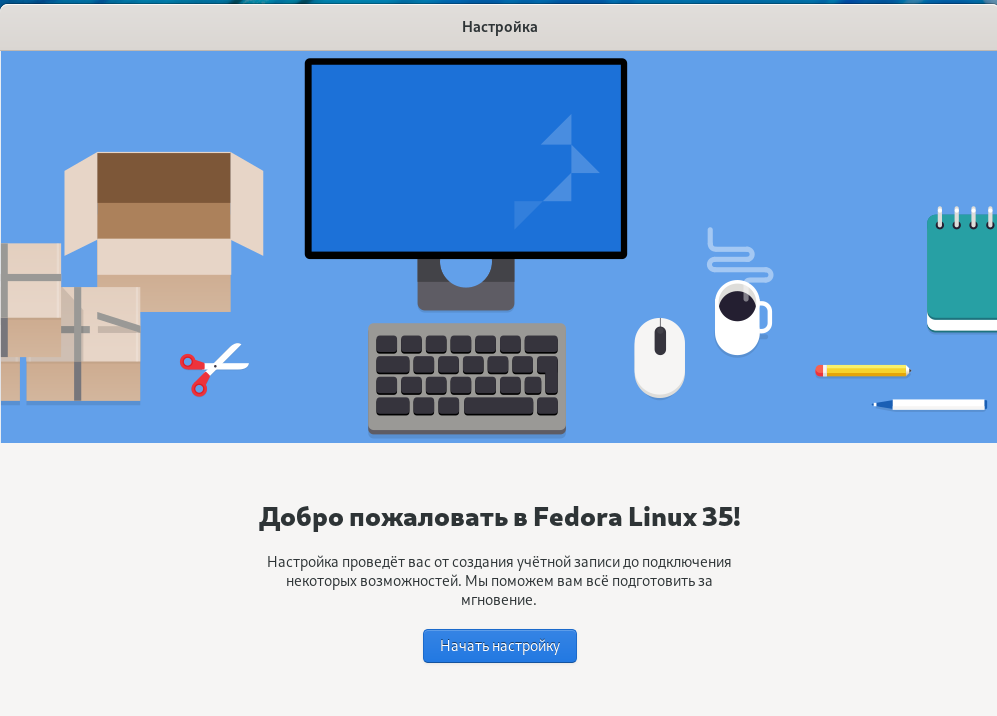 Настройка
Добро пожаловать в Fedora Linux 35!
Настройка проведёт вас от создания учётной записи до подключения
некоторых возможностей. Мы поможем вам всё подготовить за
мгновение.
Начать настройку